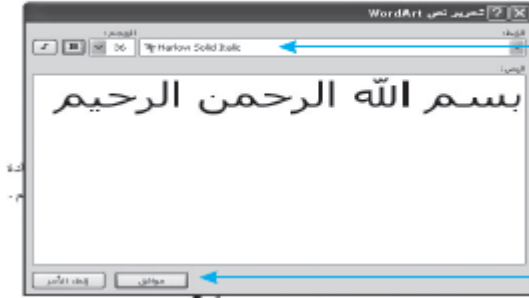 تحرير نص WordArt
الخط: الحجم:
Harlow Solid Italic 36
النص:
بسم الله الرحمن الرحيم
موافق إلغاء الأمر